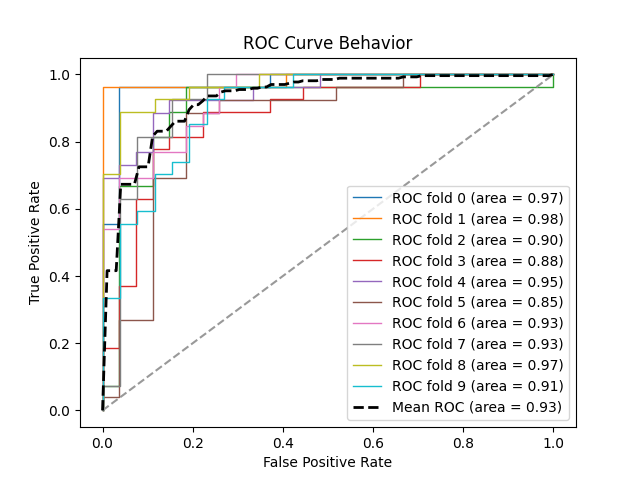 ROC Curve Behavior
1.0
0.8
0.6
0.4
0.2
0.0
True Positive Rate
0.0 0.2 0.4 0.6 0.8 1.0
False Positive Rate
ROC fold 0 (area = 0.97)
ROC fold 1 (area = 0.98)
ROC fold 2 (area = 0.90)
ROC fold 3 (area = 0.88)
ROC fold 4 (area = 0.95)
ROC fold 5 (area = 0.85)
ROC fold 6 (area = 0.93)
ROC fold 7 (area = 0.93)
ROC fold 8 (area = 0.97)
ROC fold 9 (area = 0.91)
Mean ROC (area = 0.93)